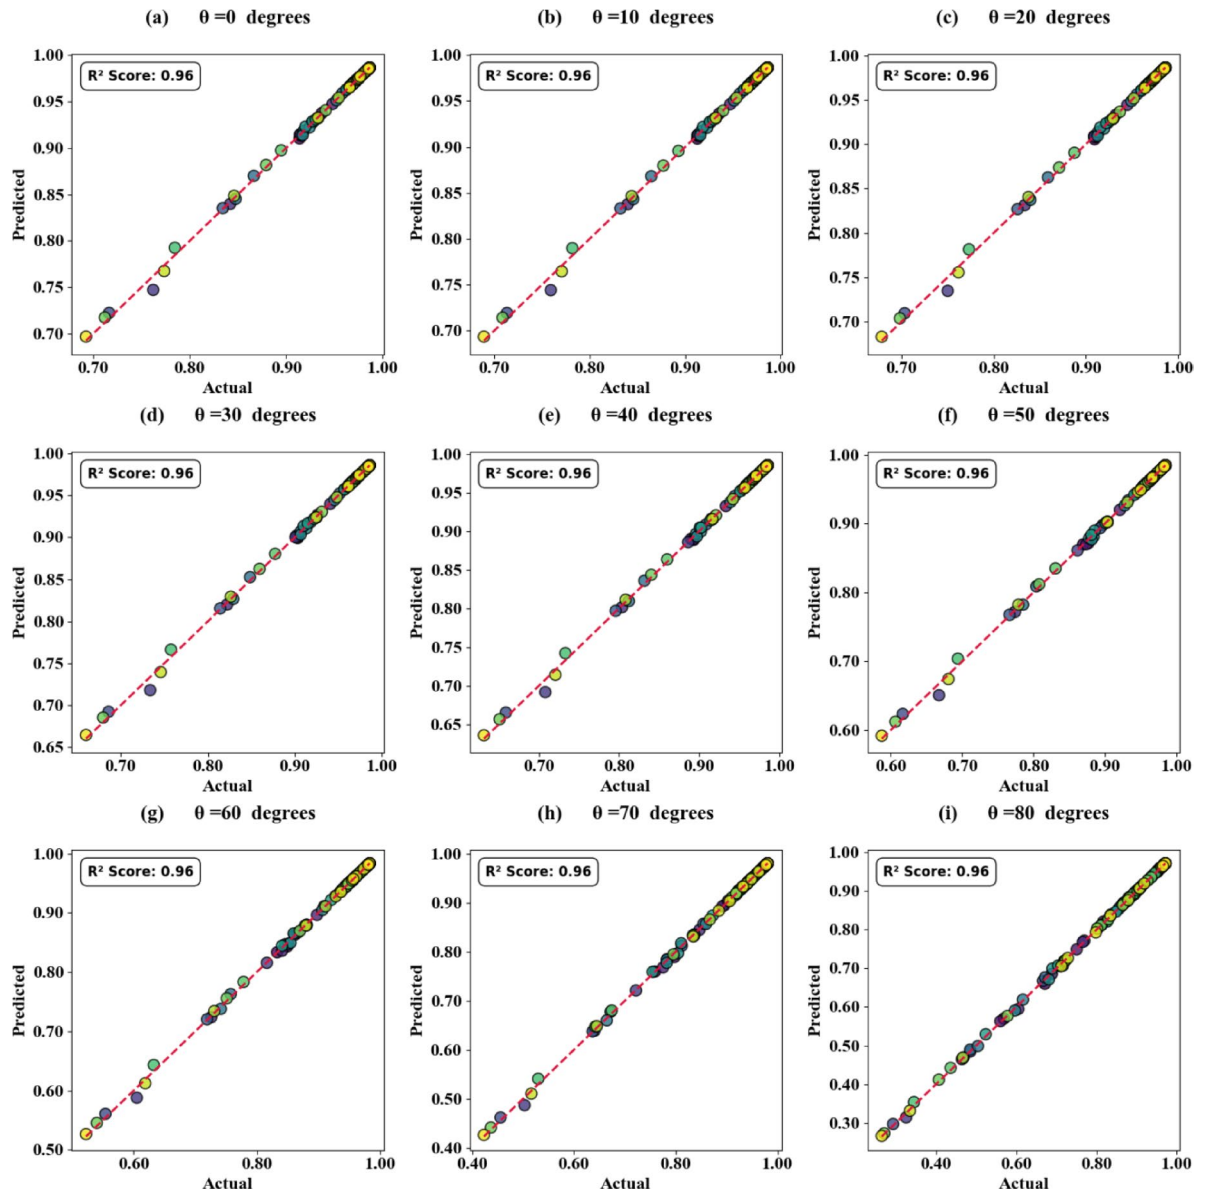 (a) θ =0 degrees
(b) θ =10 degrees
(c) θ =20 degrees
R² Score: 0.96
R² Score: 0.96
R² Score: 0.96
Predicted
1.00
0.95
0.90
0.85
0.80
0.75
0.70
0.70 0.80 0.90 1.00
Actual
Predicted
1.00
0.95
0.90
0.85
0.80
0.75
0.70
0.70 0.80 0.90 1.00
Actual
Predicted
1.00
0.95
0.90
0.85
0.80
0.75
0.70
0.70 0.80 0.90 1.00
Actual
(d) θ =30 degrees
(e) θ =40 degrees
(f) θ =50 degrees
R² Score: 0.96
R² Score: 0.96
R² Score: 0.96
Predicted
1.00
0.95
0.90
0.85
0.80
0.75
0.70
0.65
0.70 0.80 0.90 1.00
Actual
Predicted
1.00
0.95
0.90
0.85
0.80
0.75
0.70
0.65
0.70 0.80 0.90 1.00
Actual
Predicted
1.00
0.90
0.80
0.70
0.60
0.60 0.70 0.80 0.90 1.00
Actual
(g) θ =60 degrees
(h) θ =70 degrees
(i) θ =80 degrees
R² Score: 0.96
R² Score: 0.96
R² Score: 0.96
Predicted
1.00
0.90
0.80
0.70
0.60
0.50
0.60 0.80 1.00
Actual
Predicted
1.00
0.90
0.80
0.70
0.60
0.50
0.40
0.40 0.60 0.80 1.00
Actual
Predicted
1.00
0.90
0.80
0.70
0.60
0.50
0.40
0.30
0.40 0.60 0.80 1.00
Actual